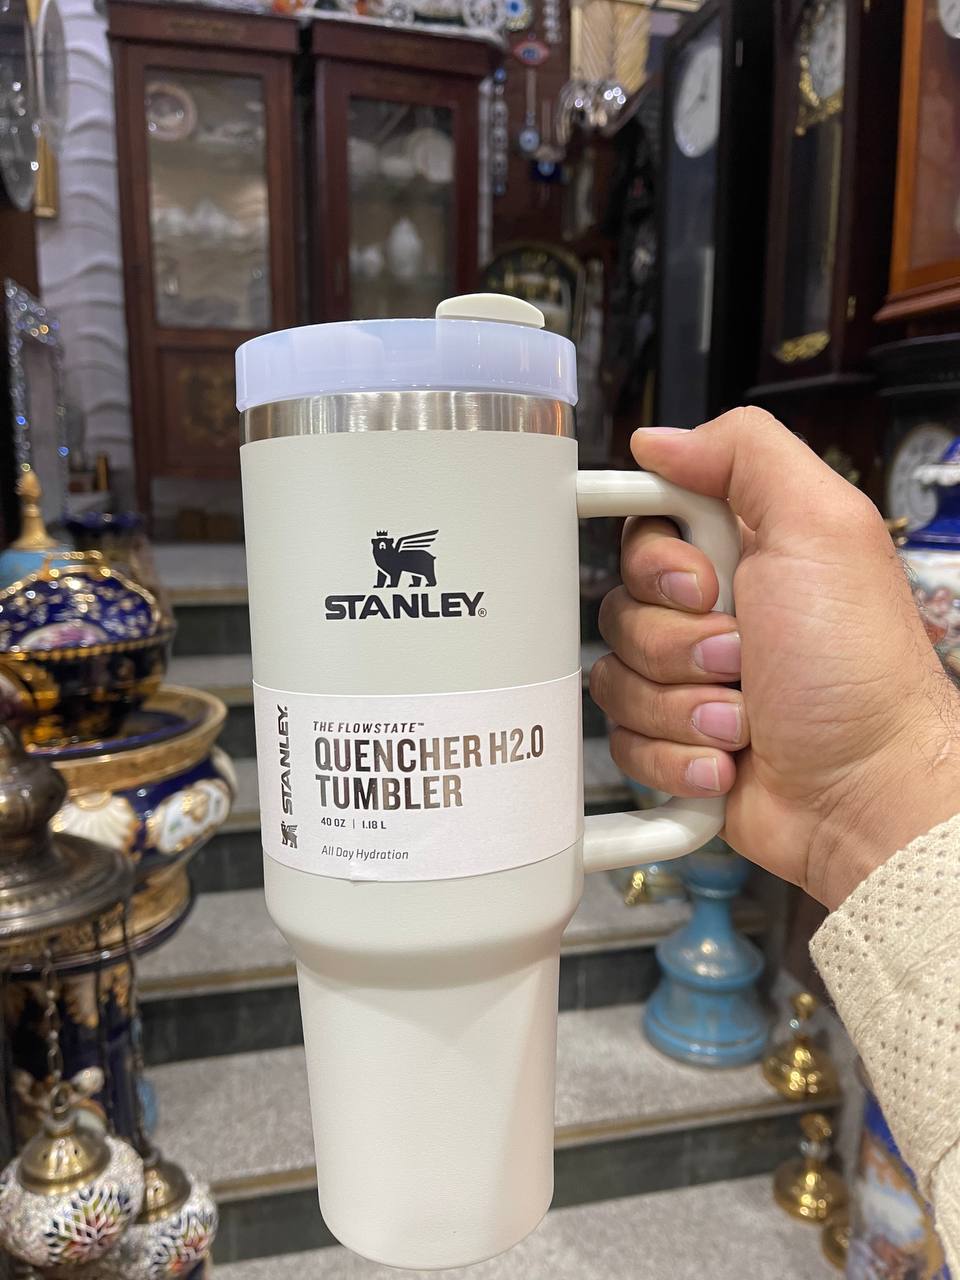 STANLEY®
STANLEY.
THE FLOWSTATE™
QUENCHER H2.0
TUMBLER
40 OZ | 1.18 L
All Day Hydration